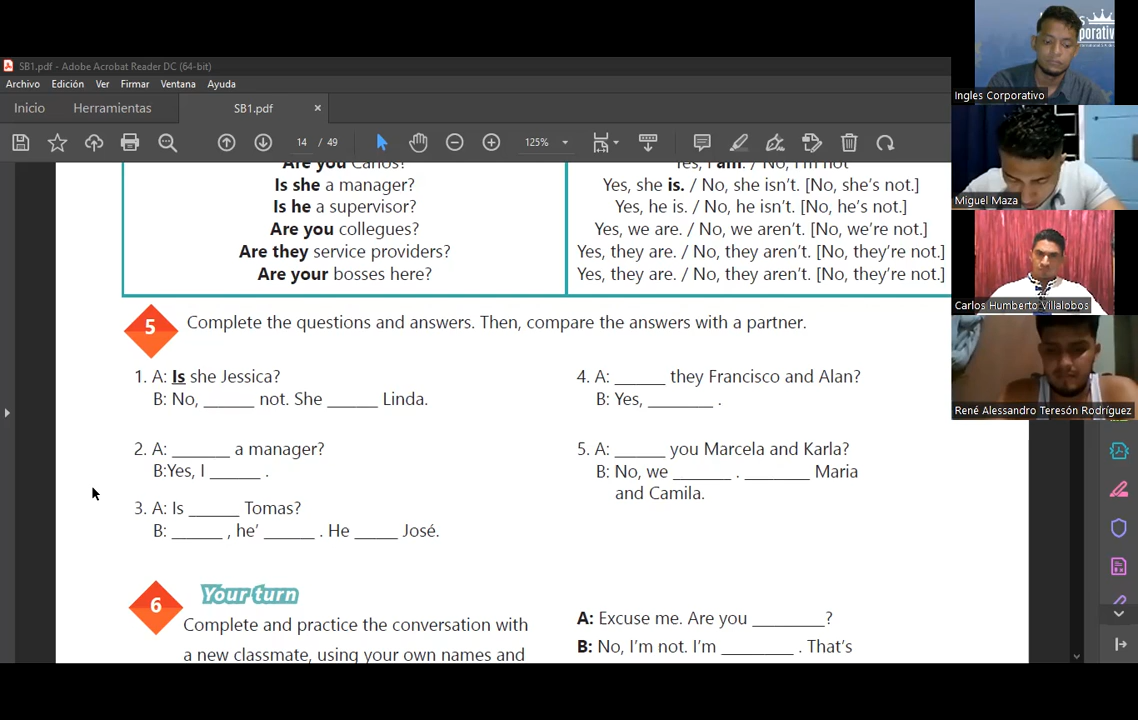 SB1.pdf - Adobe Acrobat Reader DC (64-bit)
Archivo Edición Ver Firmar Ventana Ayuda
Inicio Herramientas SB1.pdf ×
14 / 49 125%
Are you Carlos? Yes, I am. / No, I'm not
Is she a manager? Yes, she is. / No, she isn't. [No, she's not.]
Is he a supervisor? Yes, he is. / No, he isn't. [No, he's not.]
Are you collegues? Yes, we are. / No, we aren't. [No, we're not.]
Are they service providers? Yes, they are. / No, they aren't. [No, they're not.]
Are your bosses here? Yes, they are. / No, they aren't. [No, they're not.]
5 Complete the questions and answers. Then, compare the answers with a partner.
1. A: Is she Jessica?
B: No, ______ not. She ______ Linda.
2. A: _______ a manager?
B:Yes, I ______ .
3. A: Is ______ Tomas?
B: ______ , he' ______ . He _____ José.
4. A: ______ they Francisco and Alan?
B: Yes, ________ .
5. A: ______ you Marcela and Karla?
B: No, we _______ . ________ Maria
and Camila.
6 Your turn
Complete and practice the conversation with
a new classmate, using your own names and
A: Excuse me. Are you _________?
B: No, I'm not. I'm _________ . That's
Ingles Corporativo
Miguel Maza
Carlos Humberto Villalobos
René Alessandro Teresón Rodríguez